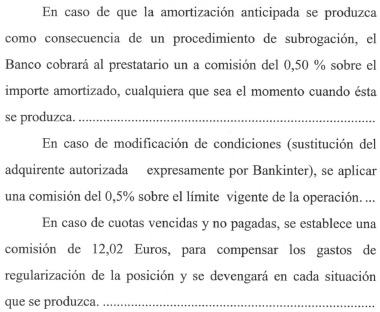 En caso de que la amortización anticipada se produzca
como consecuencia de un procedimiento de subrogación, el
Banco cobrará al prestatario un a comisión del 0,50 % sobre el
importe amortizado, cualquiera que sea el momento cuando ésta
se produzca. ......................................................................
En caso de modificación de condiciones (sustitución del
adquirente autorizada expresamente por Bankinter), se aplicar
una comisión del 0,5% sobre el límite vigente de la operación. ...
En caso de cuotas vencidas y no pagadas, se establece una
comisión de 12,02 Euros, para compensar los gastos de
regularización de la posición y se devengará en cada situación
que se produzca. ................................................................